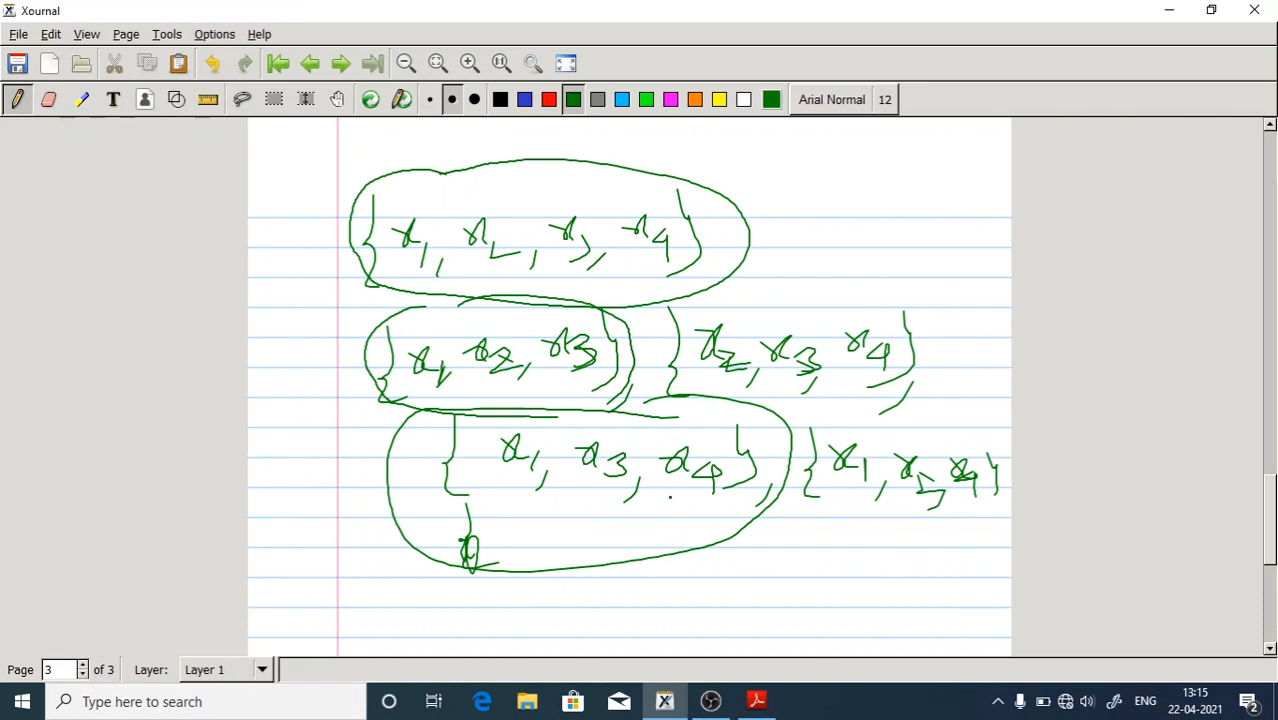 Xournal
File Edit View Page Tools Options Help
Arial Normal 12
{x1, x2, x3, x4}
{x1, x2, x3}, {x2, x3, x4},
{x1, x3, x4}, {x1, x2, x4}
Page 3 of 3 Layer: Layer 1
Type here to search
ENG 13:15
22-04-2021 2